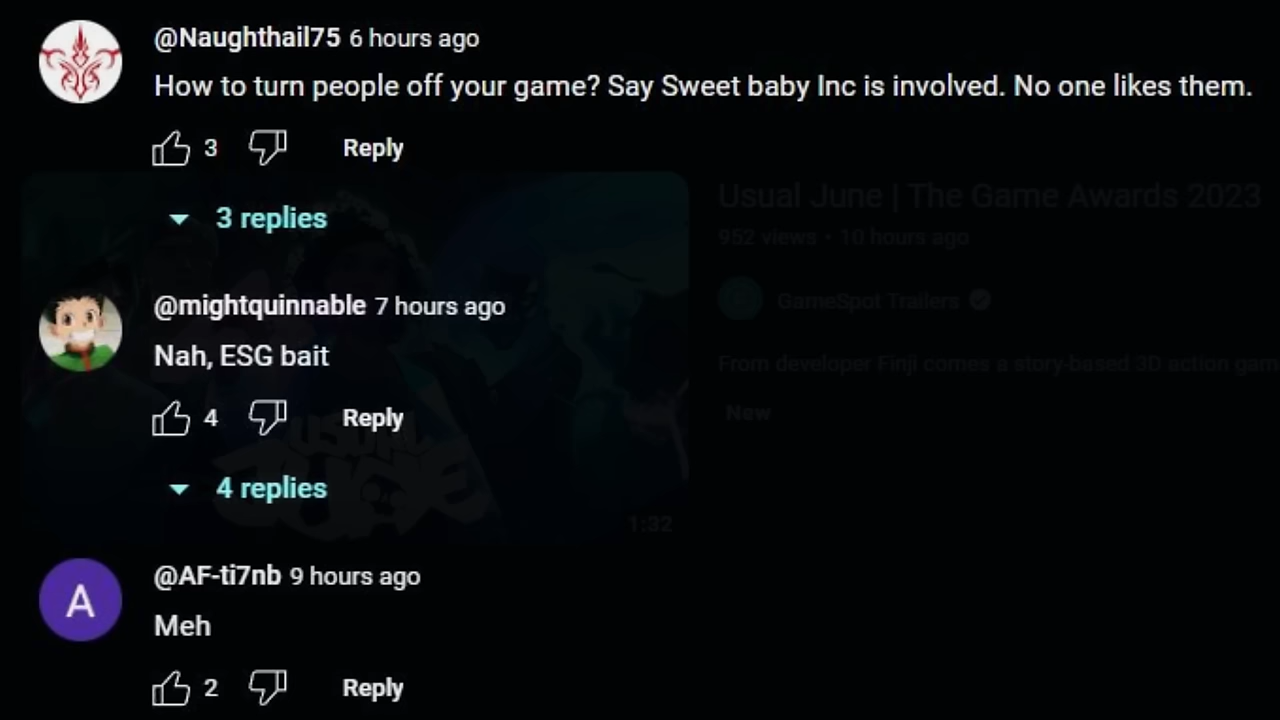 @Naughthail75 6 hours ago
How to turn people off your game? Say Sweet baby Inc is involved. No one likes them.
3
Reply
3 replies
Usual June | The Game Awards 2023
952 views • 10 hours ago
GameSpot Trailers
From developer Finji comes a story-based 3D action gam
New
@mightquinnable 7 hours ago
Nah, ESG bait
4
Reply
USUAL
JUNE
4 replies
1:32
@AF-ti7nb 9 hours ago
A
Meh
2
Reply